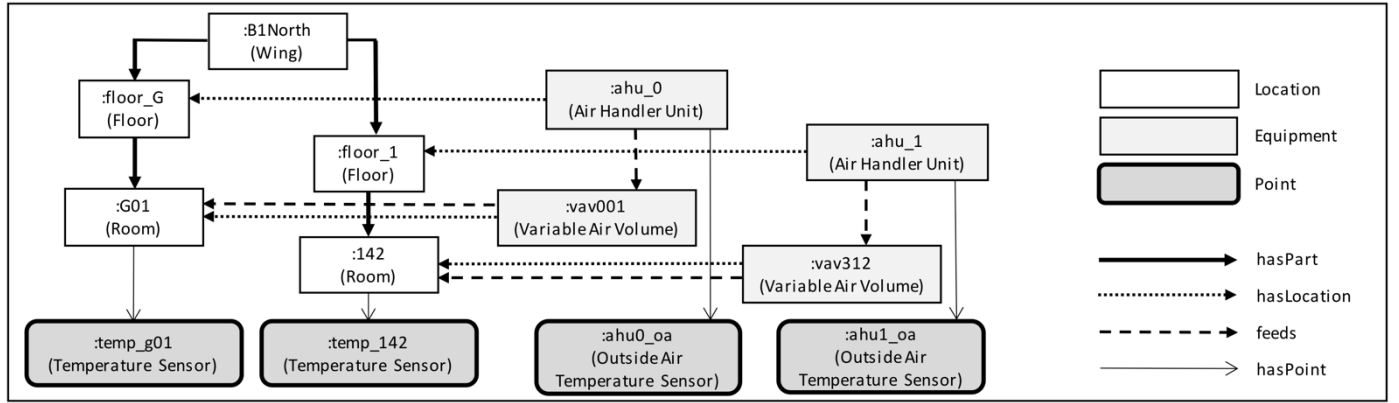 :B1North
(Wing)
:floor_G
(Floor)
:ahu_0
(Air Handler Unit)
:floor_1
(Floor)
:ahu_1
(Air Handler Unit)
:G01
(Room)
:vav001
(Variable Air Volume)
:142
(Room)
:vav312
(Variable Air Volume)
:temp_g01
(Temperature Sensor)
:temp_142
(Temperature Sensor)
:ahu0_oa
(Outside Air
Temperature Sensor)
:ahu1_oa
(Outside Air
Temperature Sensor)
Location
Equipment
Point
hasPart
hasLocation
feeds
hasPoint